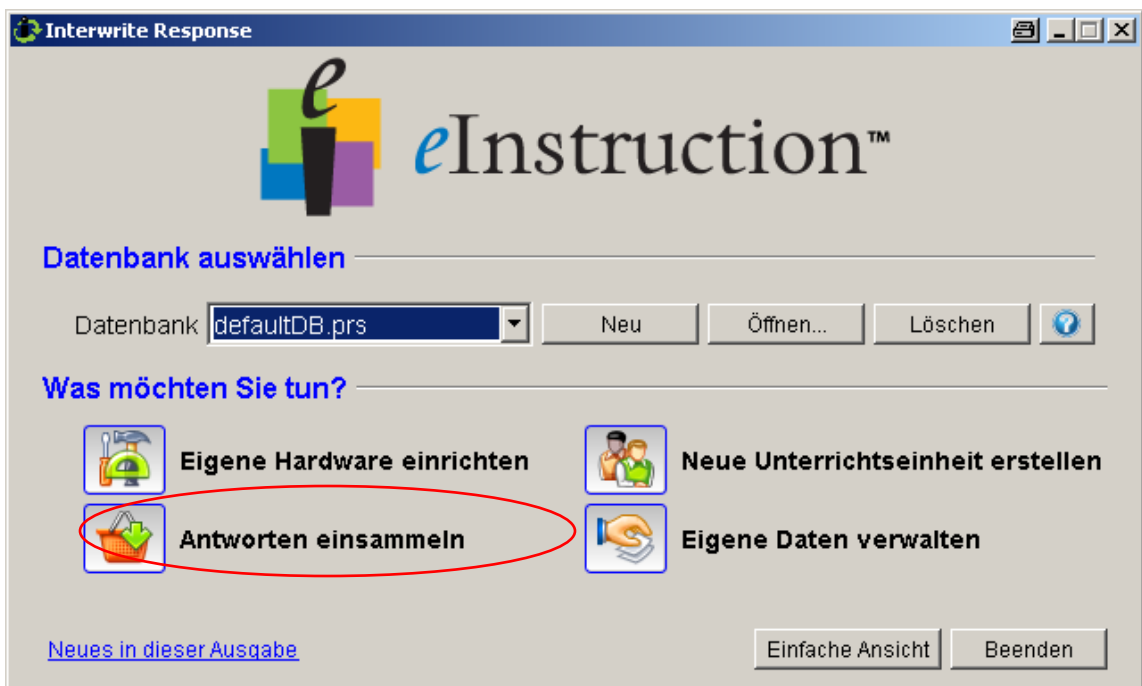 Interwrite Response
eInstruction™
Datenbank auswählen
Datenbank defaultDB.prs Neu Öffnen... Löschen ?
Was möchten Sie tun?
Eigene Hardware einrichten Neue Unterrichtseinheit erstellen
Antworten einsammeln Eigene Daten verwalten
Neues in dieser Ausgabe Einfache Ansicht Beenden